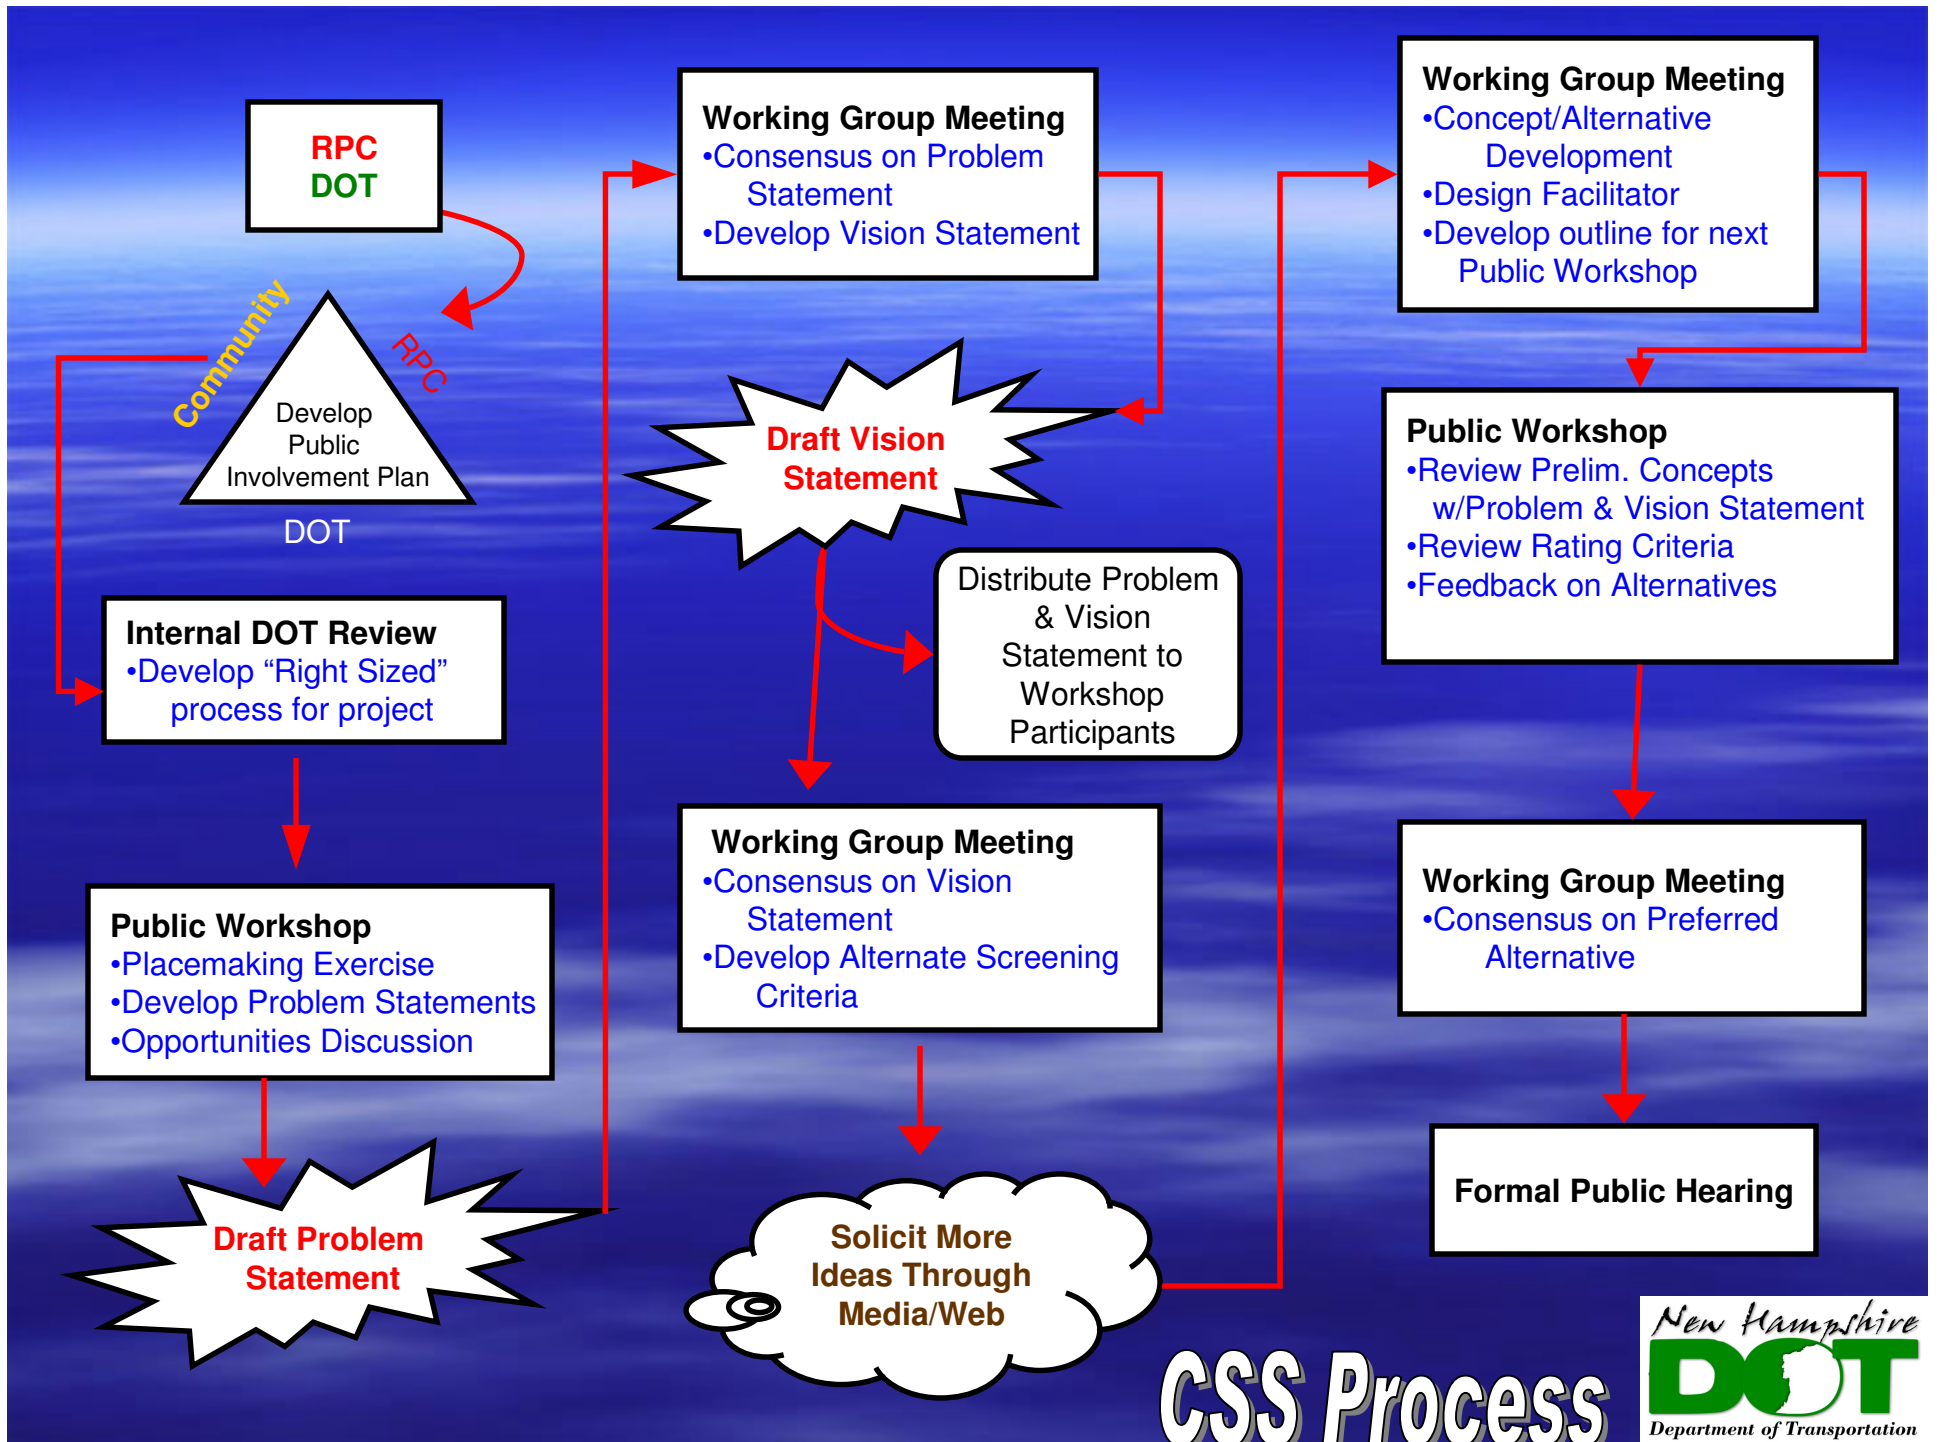 RPC
DOT
Community
RPC
Develop
Public
Involvement Plan
DOT
Internal DOT Review
•Develop “Right Sized”
process for project
Public Workshop
•Placemaking Exercise
•Develop Problem Statements
•Opportunities Discussion
Draft Problem
Statement
Working Group Meeting
•Consensus on Problem
Statement
•Develop Vision Statement
Draft Vision
Statement
Distribute Problem
& Vision
Statement to
Workshop
Participants
Working Group Meeting
•Consensus on Vision
Statement
•Develop Alternate Screening
Criteria
Solicit More
Ideas Through
Media/Web
Working Group Meeting
•Concept/Alternative
Development
•Design Facilitator
•Develop outline for next
Public Workshop
Public Workshop
•Review Prelim. Concepts
w/Problem & Vision Statement
•Review Rating Criteria
•Feedback on Alternatives
Working Group Meeting
•Consensus on Preferred
Alternative
Formal Public Hearing
CSS Process
New Hampshire
DOT
Department of Transportation